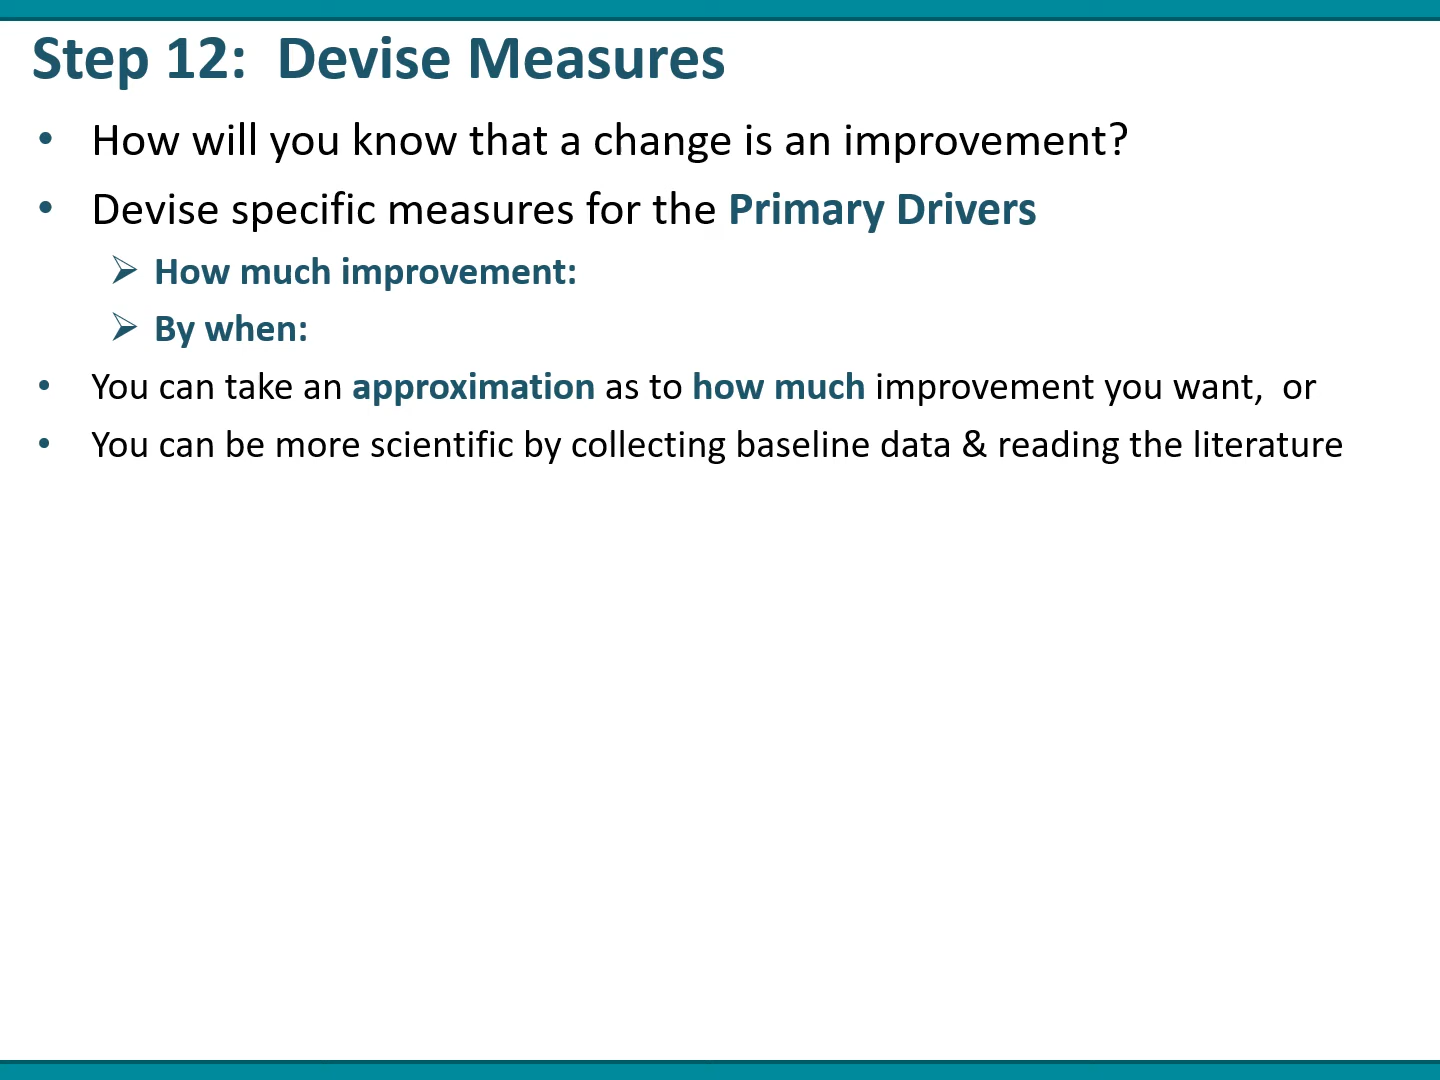 Step 12:  Devise Measures
• How will you know that a change is an improvement?
• Devise specific measures for the Primary Drivers
➢ How much improvement:
➢ By when:
• You can take an approximation as to how much improvement you want,  or
• You can be more scientific by collecting baseline data & reading the literature